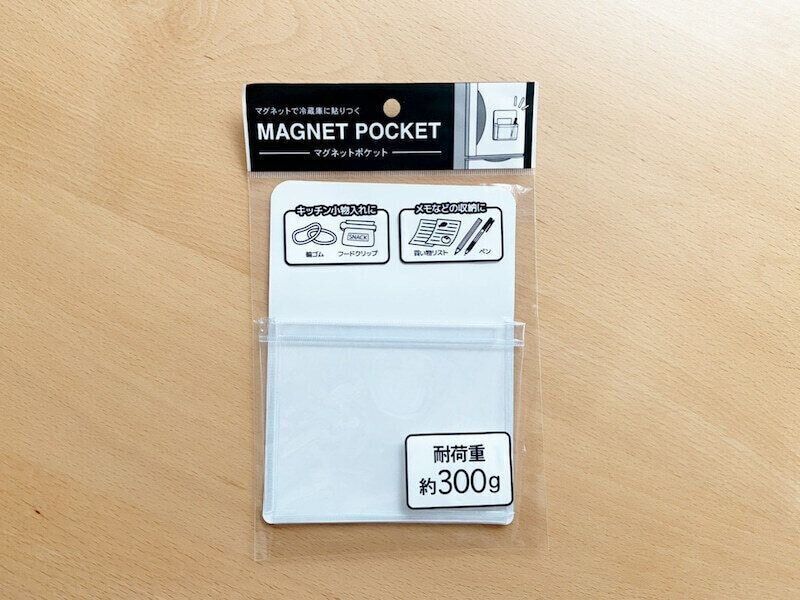 マグネットで冷蔵庫に貼りつく
MAGNET POCKET
マグネットポケット
キッチン小物入れに
SNACK
輪ゴム
フードクリップ
メモなどの収納に
買い物リスト
ペン
耐荷重
約300g